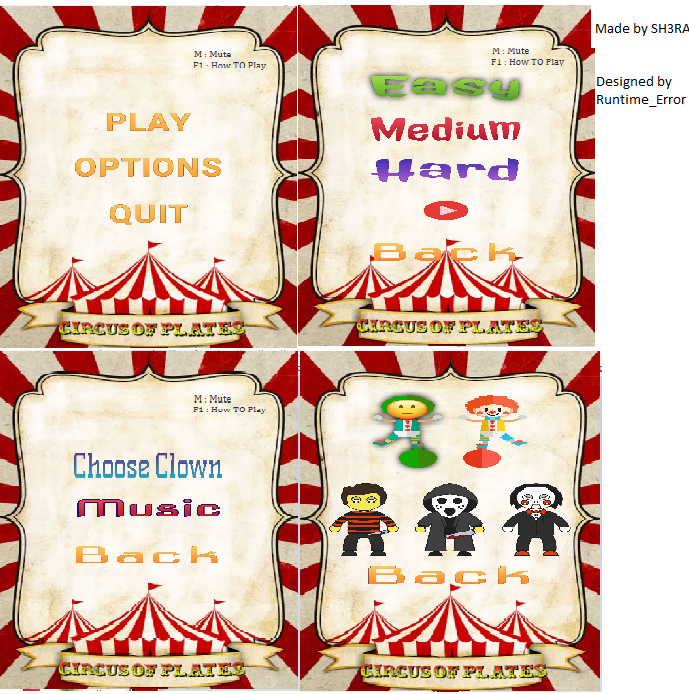 M : Mute
F1 : How TO Play
PLAY
OPTIONS
QUIT
CIRCUS OF PLATES
M : Mute
F1 : How TO Play
Easy
Medium
Hard
Back
CIRCUS OF PLATES
Made by SH3RA
Designed by
Runtime_Error
M : Mute
F1 : How TO Play
Choose Clown
Music
Back
CIRCUS OF PLATES
Back
CIRCUS OF PLATES